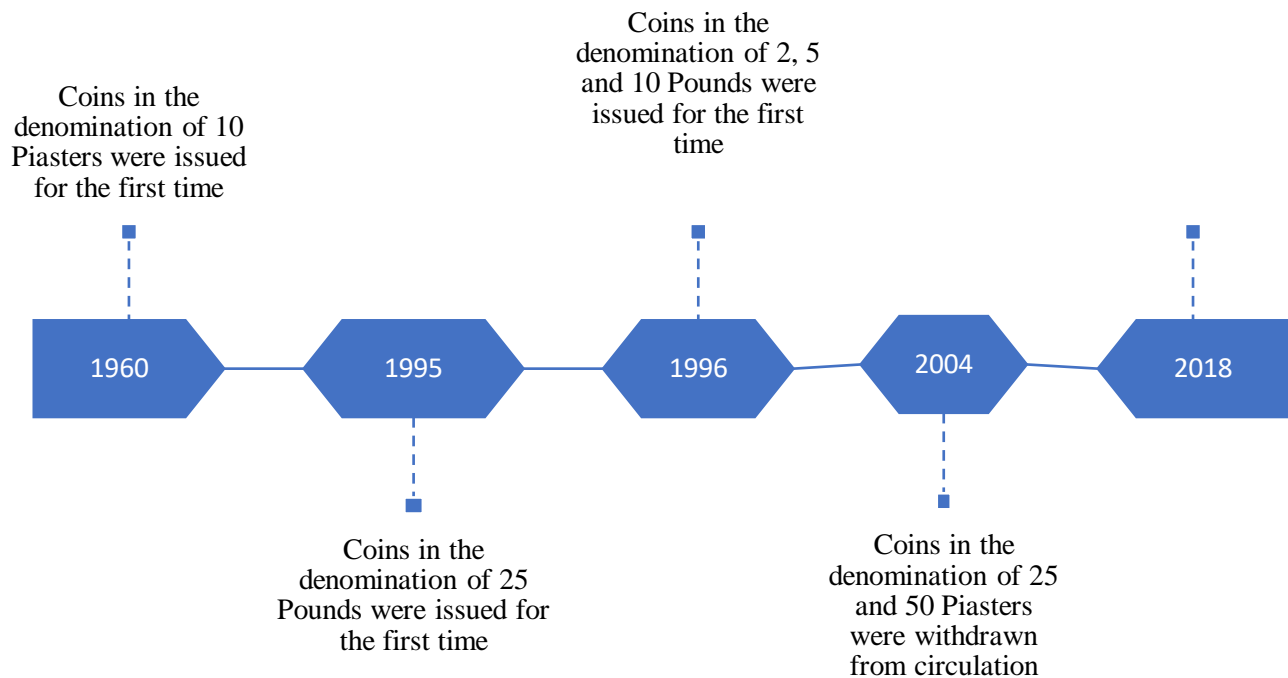 Coins in the
denomination of 10
Piasters were issued
for the first time
Coins in the
denomination of 2, 5
and 10 Pounds were
issued for the first
time
1960
1995
1996
2004
2018
Coins in the
denomination of 25
Pounds were issued for
the first time
Coins in the
denomination of 25
and 50 Piasters
were withdrawn
from circulation